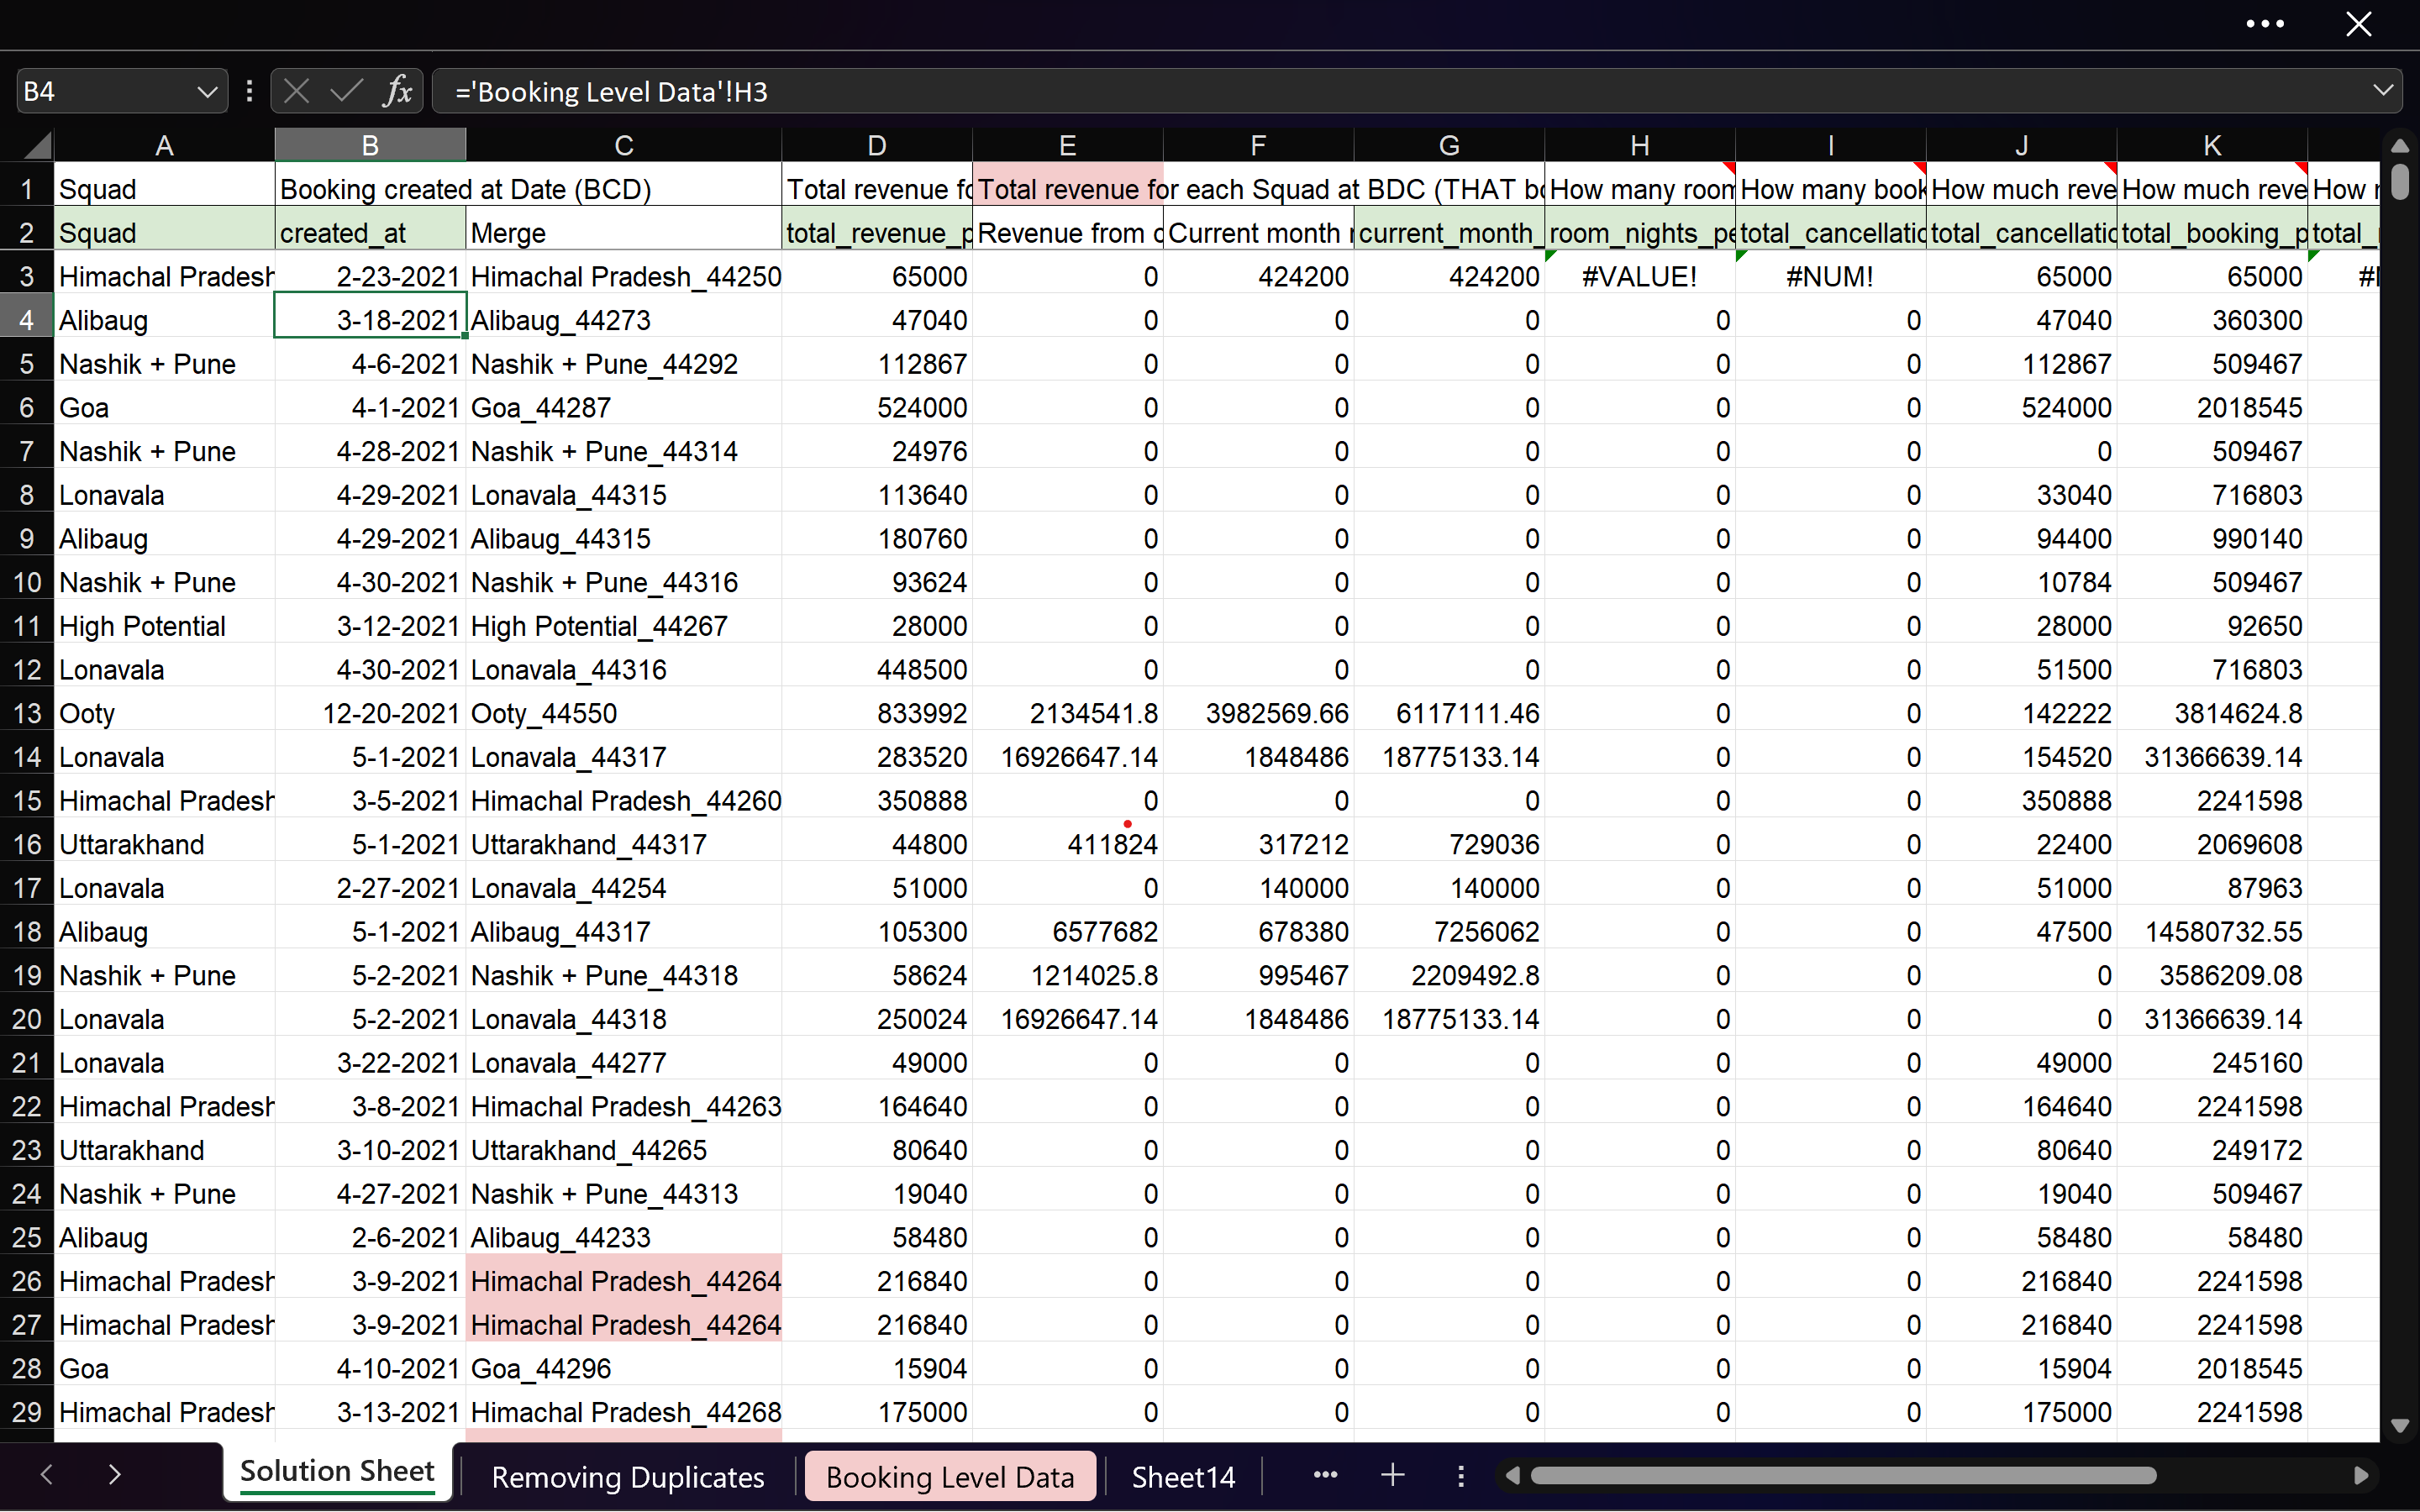 B4 fx ='Booking Level Data'!H3
A B C D E F G H I J K
1 Squad Booking created at Date (BCD) Total revenue fo Total revenue for each Squad at BDC (THAT bo How many room How many book How much reve How much reve How r
2 Squad created_at Merge total_revenue_p Revenue from c Current month r current_month_ room_nights_pe total_cancellatic total_cancellatic total_booking_p total_
3 Himachal Pradesh 2-23-2021 Himachal Pradesh_44250 65000 0 424200 424200 #VALUE! #NUM! 65000 65000 #
4 Alibaug 3-18-2021 Alibaug_44273 47040 0 0 0 0 0 47040 360300
5 Nashik + Pune 4-6-2021 Nashik + Pune_44292 112867 0 0 0 0 0 112867 509467
6 Goa 4-1-2021 Goa_44287 524000 0 0 0 0 0 524000 2018545
7 Nashik + Pune 4-28-2021 Nashik + Pune_44314 24976 0 0 0 0 0 0 509467
8 Lonavala 4-29-2021 Lonavala_44315 113640 0 0 0 0 0 33040 716803
9 Alibaug 4-29-2021 Alibaug_44315 180760 0 0 0 0 0 94400 990140
10 Nashik + Pune 4-30-2021 Nashik + Pune_44316 93624 0 0 0 0 0 10784 509467
11 High Potential 3-12-2021 High Potential_44267 28000 0 0 0 0 0 28000 92650
12 Lonavala 4-30-2021 Lonavala_44316 448500 0 0 0 0 0 51500 716803
13 Ooty 12-20-2021 Ooty_44550 833992 2134541.8 3982569.66 6117111.46 0 0 142222 3814624.8
14 Lonavala 5-1-2021 Lonavala_44317 283520 16926647.14 1848486 18775133.14 0 0 154520 31366639.14
15 Himachal Pradesh 3-5-2021 Himachal Pradesh_44260 350888 0 0 0 0 0 350888 2241598
16 Uttarakhand 5-1-2021 Uttarakhand_44317 44800 411824 317212 729036 0 0 22400 2069608
17 Lonavala 2-27-2021 Lonavala_44254 51000 0 140000 140000 0 0 51000 87963
18 Alibaug 5-1-2021 Alibaug_44317 105300 6577682 678380 7256062 0 0 47500 14580732.55
19 Nashik + Pune 5-2-2021 Nashik + Pune_44318 58624 1214025.8 995467 2209492.8 0 0 0 3586209.08
20 Lonavala 5-2-2021 Lonavala_44318 250024 16926647.14 1848486 18775133.14 0 0 0 31366639.14
21 Lonavala 3-22-2021 Lonavala_44277 49000 0 0 0 0 0 49000 245160
22 Himachal Pradesh 3-8-2021 Himachal Pradesh_44263 164640 0 0 0 0 0 164640 2241598
23 Uttarakhand 3-10-2021 Uttarakhand_44265 80640 0 0 0 0 0 80640 249172
24 Nashik + Pune 4-27-2021 Nashik + Pune_44313 19040 0 0 0 0 0 19040 509467
25 Alibaug 2-6-2021 Alibaug_44233 58480 0 0 0 0 0 58480 58480
26 Himachal Pradesh 3-9-2021 Himachal Pradesh_44264 216840 0 0 0 0 0 216840 2241598
27 Himachal Pradesh 3-9-2021 Himachal Pradesh_44264 216840 0 0 0 0 0 216840 2241598
28 Goa 4-10-2021 Goa_44296 15904 0 0 0 0 0 15904 2018545
29 Himachal Pradesh 3-13-2021 Himachal Pradesh_44268 175000 0 0 0 0 0 175000 2241598
Solution Sheet Removing Duplicates Booking Level Data Sheet14